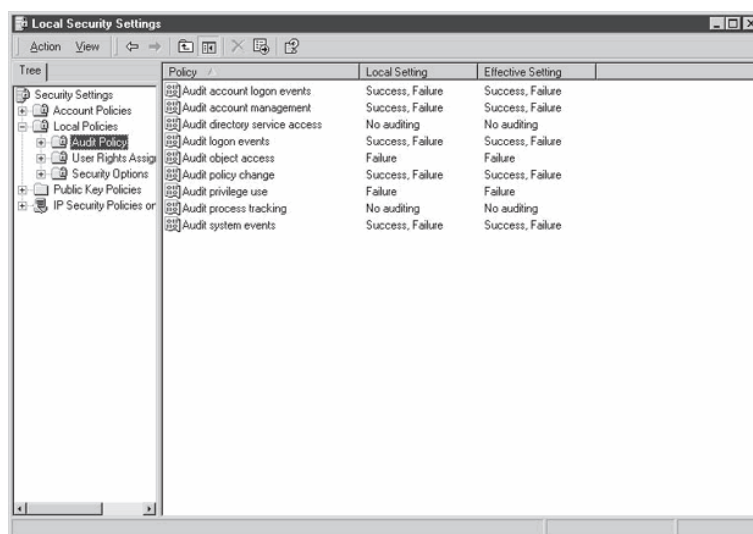 Local Security Settings
Action View
Tree
Policy Local Setting Effective Setting
Security Settings
Account Policies
Local Policies
Audit Policy
User Rights Assig
Security Options
Public Key Policies
IP Security Policies or
Audit account logon events Success, Failure Success, Failure
Audit account management Success, Failure Success, Failure
Audit directory service access No auditing No auditing
Audit logon events Success, Failure Success, Failure
Audit object access Failure Failure
Audit policy change Success, Failure Success, Failure
Audit privilege use Failure Failure
Audit process tracking No auditing No auditing
Audit system events Success, Failure Success, Failure